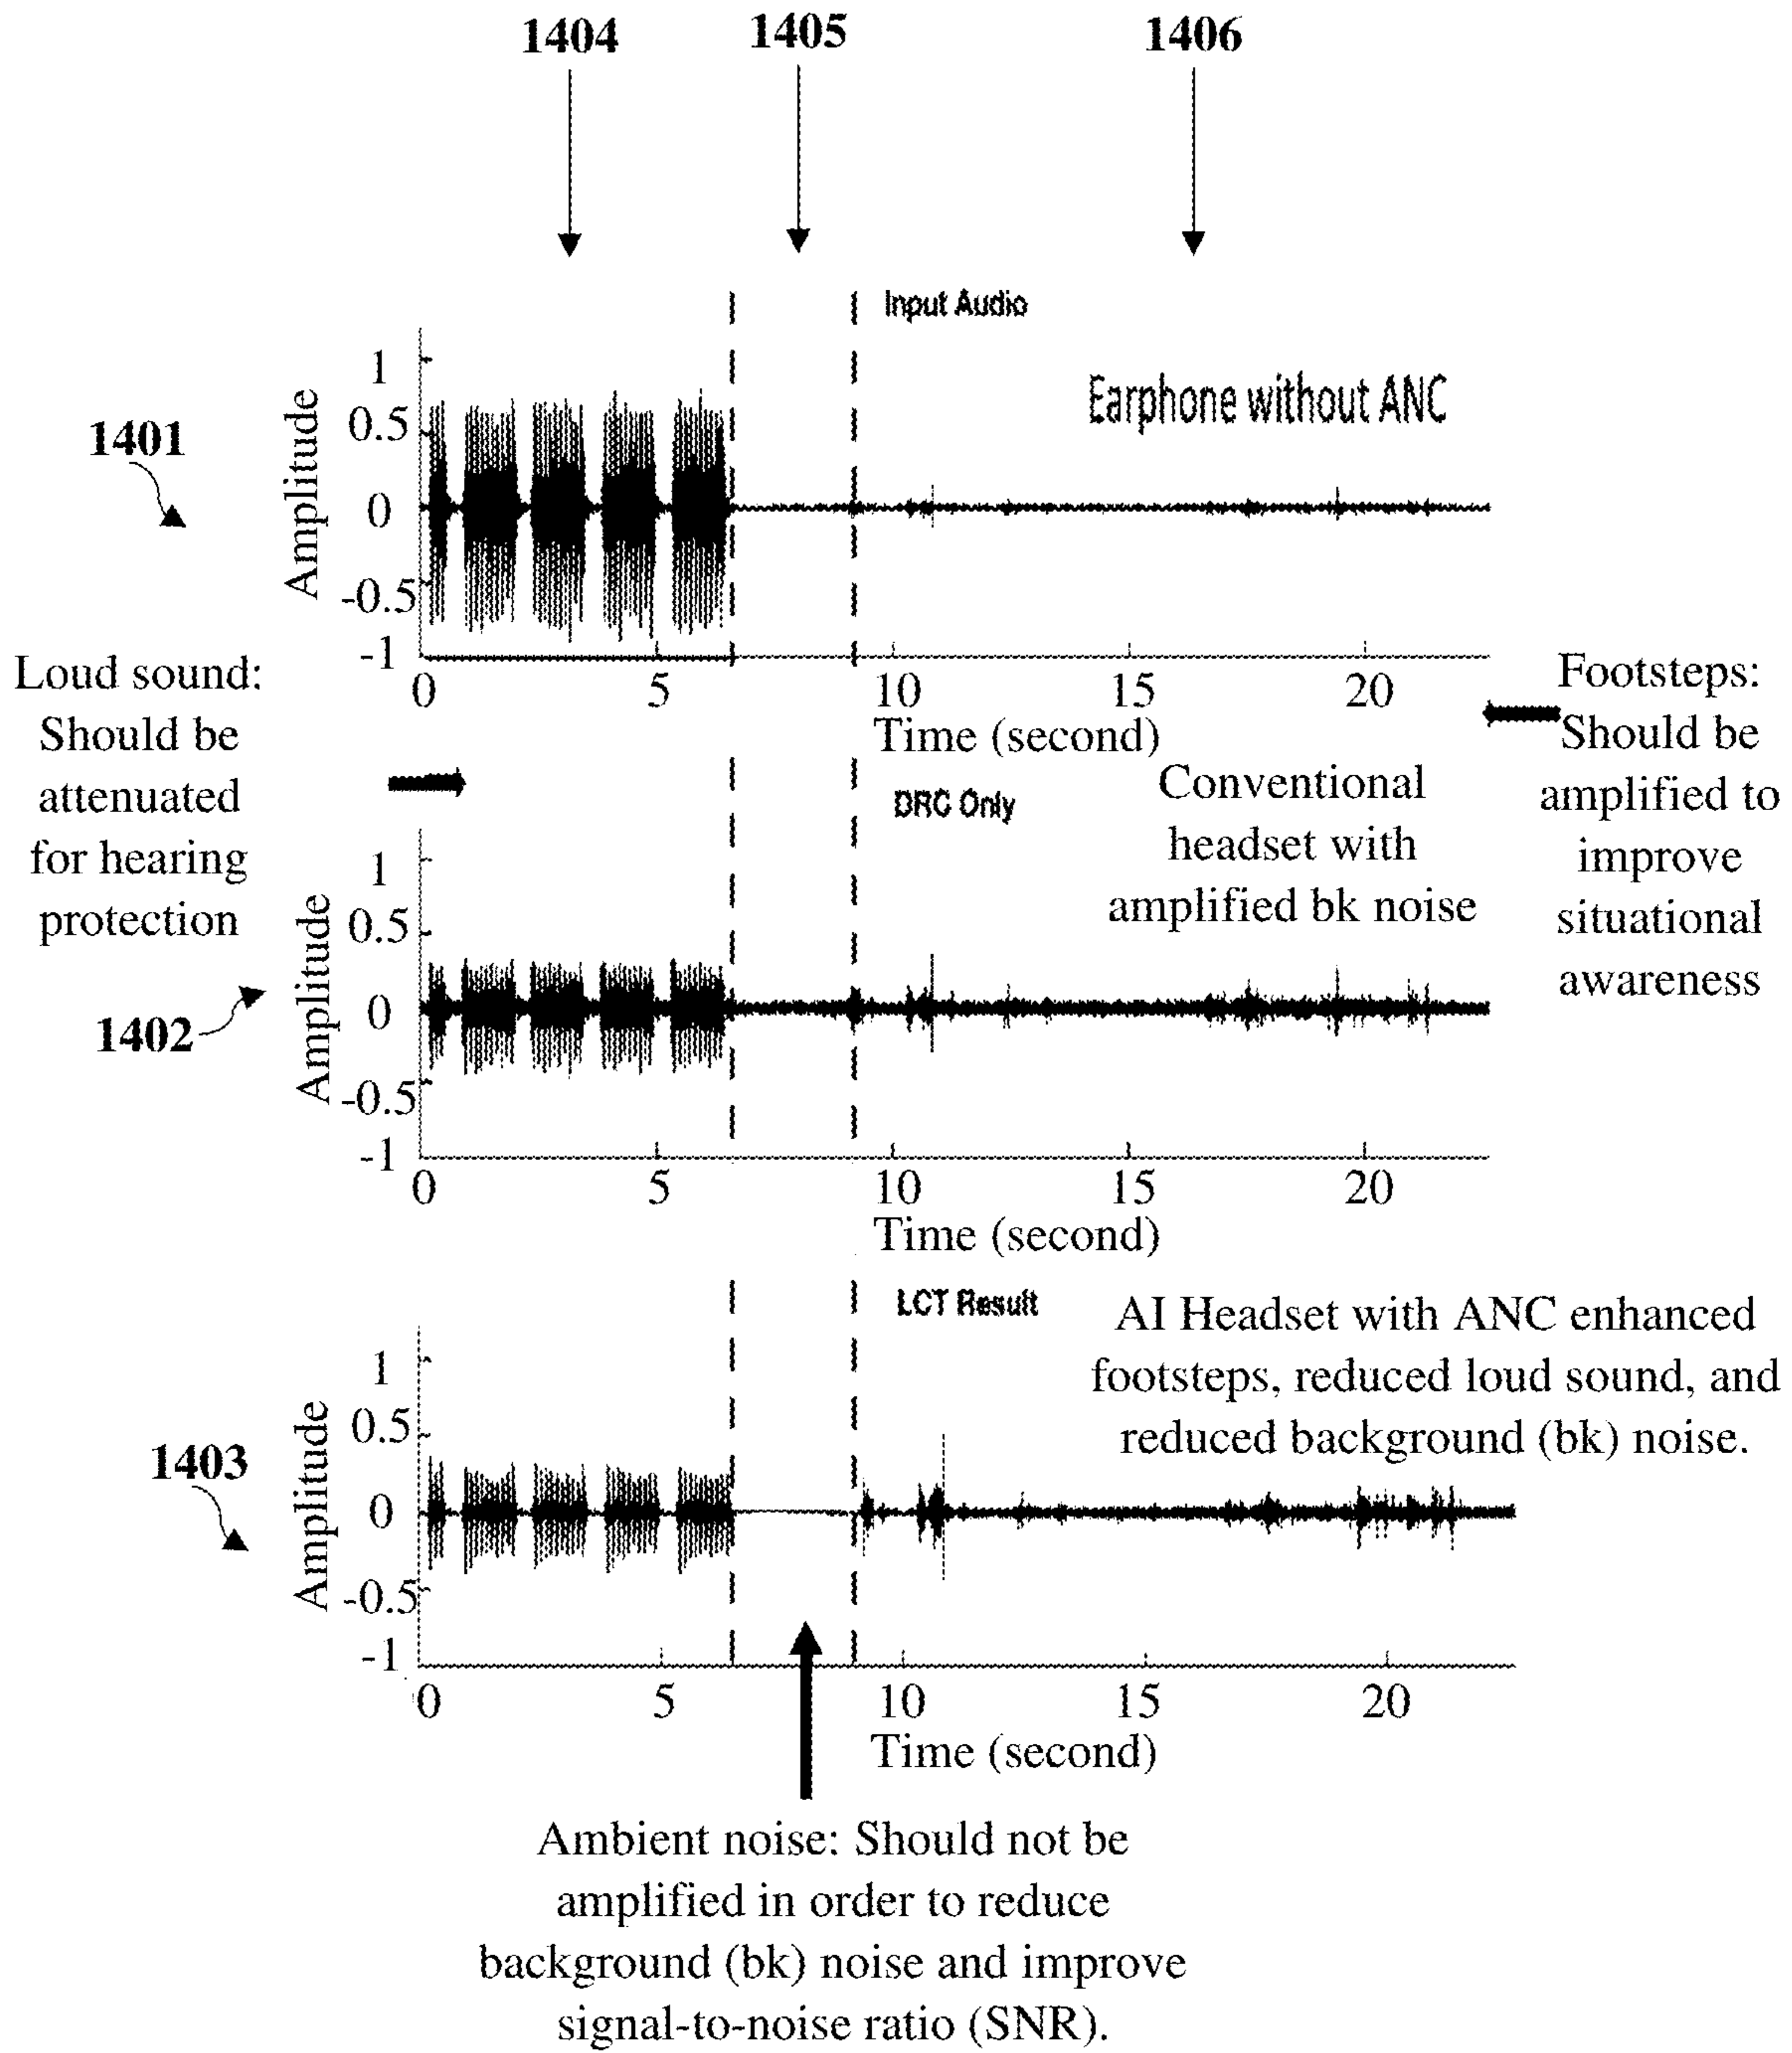 1404 1405 1406
Input Audio
Earphone without ANC
1401
Amplitude
1
0.5
0
-0.5
-1
0 5 10 15 20
Time (second)
Loud sound:
Should be
attenuated
for hearing
protection
Footsteps:
Should be
amplified to
improve
situational
awareness
DRC Only
Conventional
headset with
amplified bk noise
1402
Amplitude
1
0.5
0
-0.5
-1
0 5 10 15 20
Time (second)
LCT Result
AI Headset with ANC enhanced
footsteps, reduced loud sound, and
reduced background (bk) noise.
1403
Amplitude
1
0.5
0
-0.5
-1
0 5 10 15 20
Time (second)
Ambient noise: Should not be
amplified in order to reduce
background (bk) noise and improve
signal-to-noise ratio (SNR).